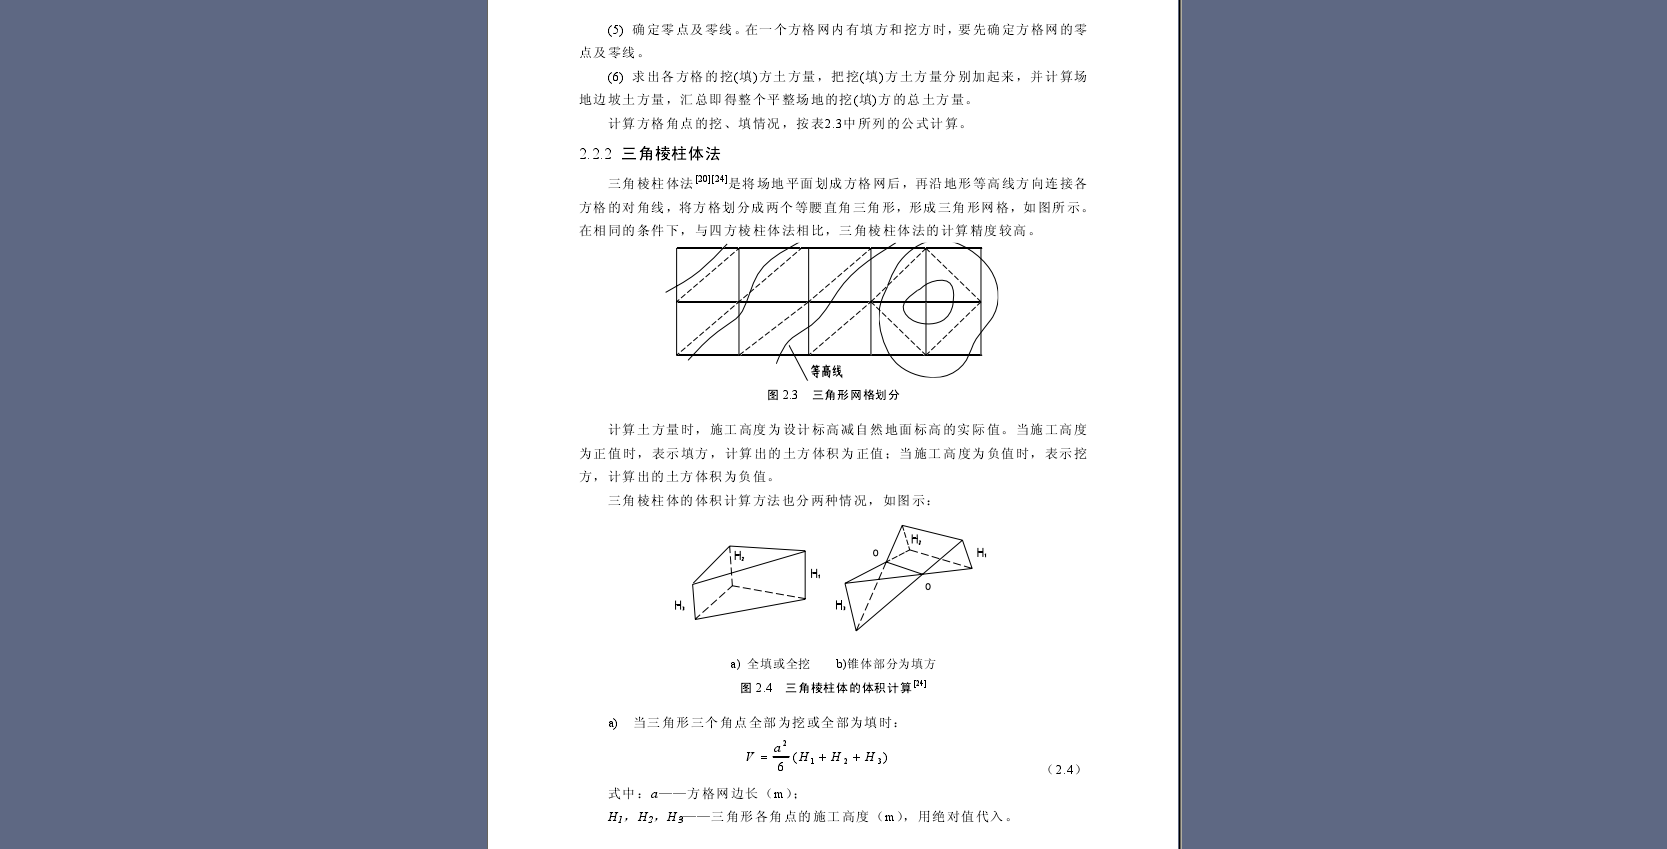 (5) 确定零点及零线。在一个方格网内有填方和挖方时，要先确定方格网的零
点及零线。
(6) 求出各方格的挖(填)方土方量，把挖(填)方土方量分别加起来，并计算场
地边坡土方量，汇总即得整个平整场地的挖(填)方的总土方量。
计算方格角点的挖、填情况，按表2.3中所列的公式计算。
2.2.2 三角棱柱体法
三角棱柱体法[20][24]是将场地平面划成方格网后，再沿地形等高线方向连接各
方格的对角线，将方格划分成两个等腰直角三角形，形成三角形网格，如图所示。
在相同的条件下，与四方棱柱体法相比，三角棱柱体法的计算精度较高。
等高线
图 2.3 三角形网格划分
计算土方量时，施工高度为设计标高减自然地面标高的实际值。当施工高度
为正值时，表示填方，计算出的土方体积为正值；当施工高度为负值时，表示挖
方，计算出的土方体积为负值。
三角棱柱体的体积计算方法也分两种情况，如图示：
H₂
H₁
H₃
H₂
H₁
H₃
O
O
a) 全填或全挖 b)锥体部分为填方
图 2.4 三角棱柱体的体积计算[24]
a) 当三角形三个角点全部为挖或全部为填时：
V = a²/6 (H₁ + H₂ + H₃)
（2.4）
式中：a——方格网边长（m）；
H₁，H₂，H₃——三角形各角点的施工高度（m），用绝对值代入。